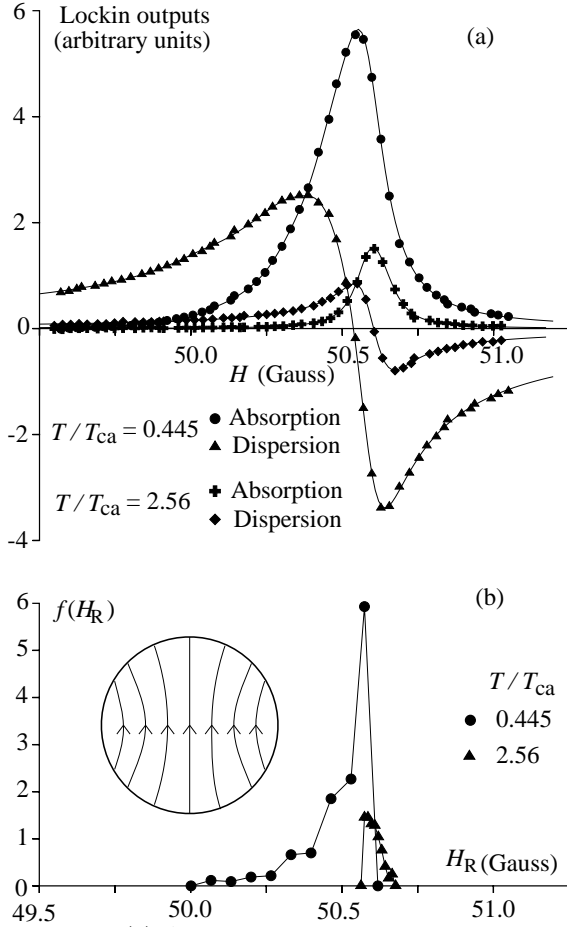 6
Lockin outputs
(arbitrary units)
(a)
4
2
0
50.0
50.5
51.0
H (Gauss)
T / Tca = 0.445
Absorption
Dispersion
-2
T / Tca = 2.56
Absorption
Dispersion
-4
6
f(HR)
(b)
5
4
T / Tca
0.445
3
2.56
2
1
HR (Gauss)
0
49.5
50.0
50.5
51.0